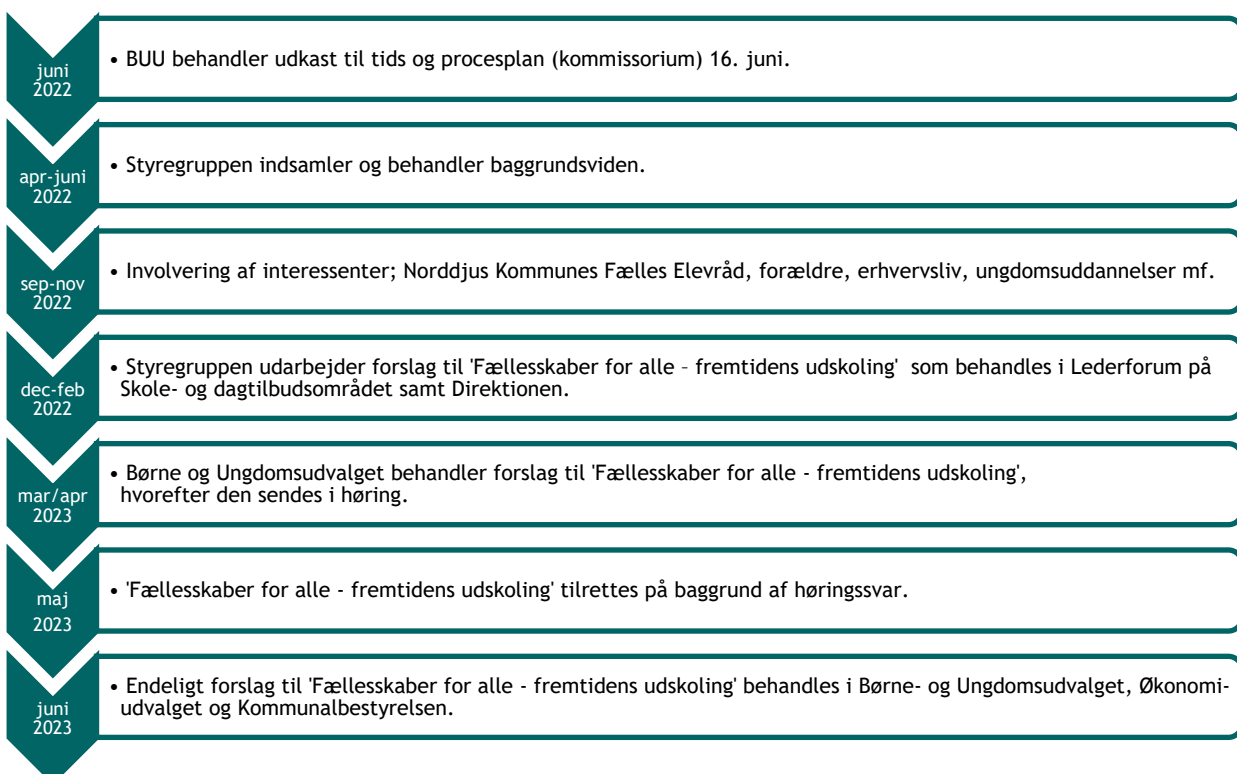 juni
2022
• BUU behandler udkast til tids og procesplan (kommissorium) 16. juni.
apr-juni
2022
• Styregruppen indsamler og behandler baggrundsviden.
sep-nov
2022
• Involvering af interessenter; Norddjus Kommunes Fælles Elevråd, forældre, erhvervsliv, ungdomsuddannelser mf.
dec-feb
2022
• Styregruppen udarbejder forslag til 'Fællesskaber for alle – fremtidens udskoling' som behandles i Lederforum på
Skole- og dagtilbudsområdet samt Direktionen.
mar/apr
2023
• Børne og Ungdomsudvalget behandler forslag til 'Fællesskaber for alle - fremtidens udskoling',
hvorefter den sendes i høring.
maj
2023
• 'Fællesskaber for alle - fremtidens udskoling' tilrettes på baggrund af høringssvar.
juni
2023
• Endeligt forslag til 'Fællesskaber for alle - fremtidens udskoling' behandles i Børne- og Ungdomsudvalget, Økonomi-
udvalget og Kommunalbestyrelsen.